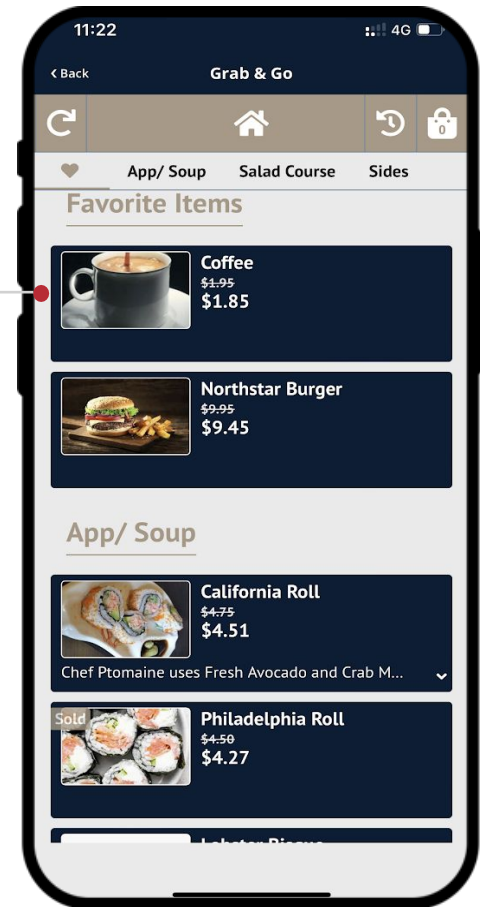 11:22
4G
Back
Grab & Go
0
App/ Soup
Salad Course
Sides
Favorite Items
Coffee
$1.95
$1.85
Northstar Burger
$9.95
$9.45
App/ Soup
California Roll
$4.75
$4.51
Chef Ptomaine uses Fresh Avocado and Crab M...
Sold
Philadelphia Roll
$4.50
$4.27